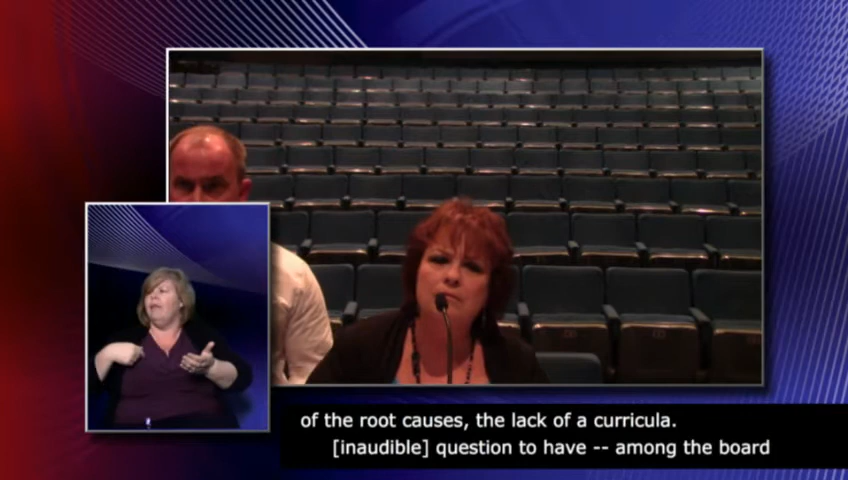 of the root causes, the lack of a curricula.
[inaudible] question to have -- among the board